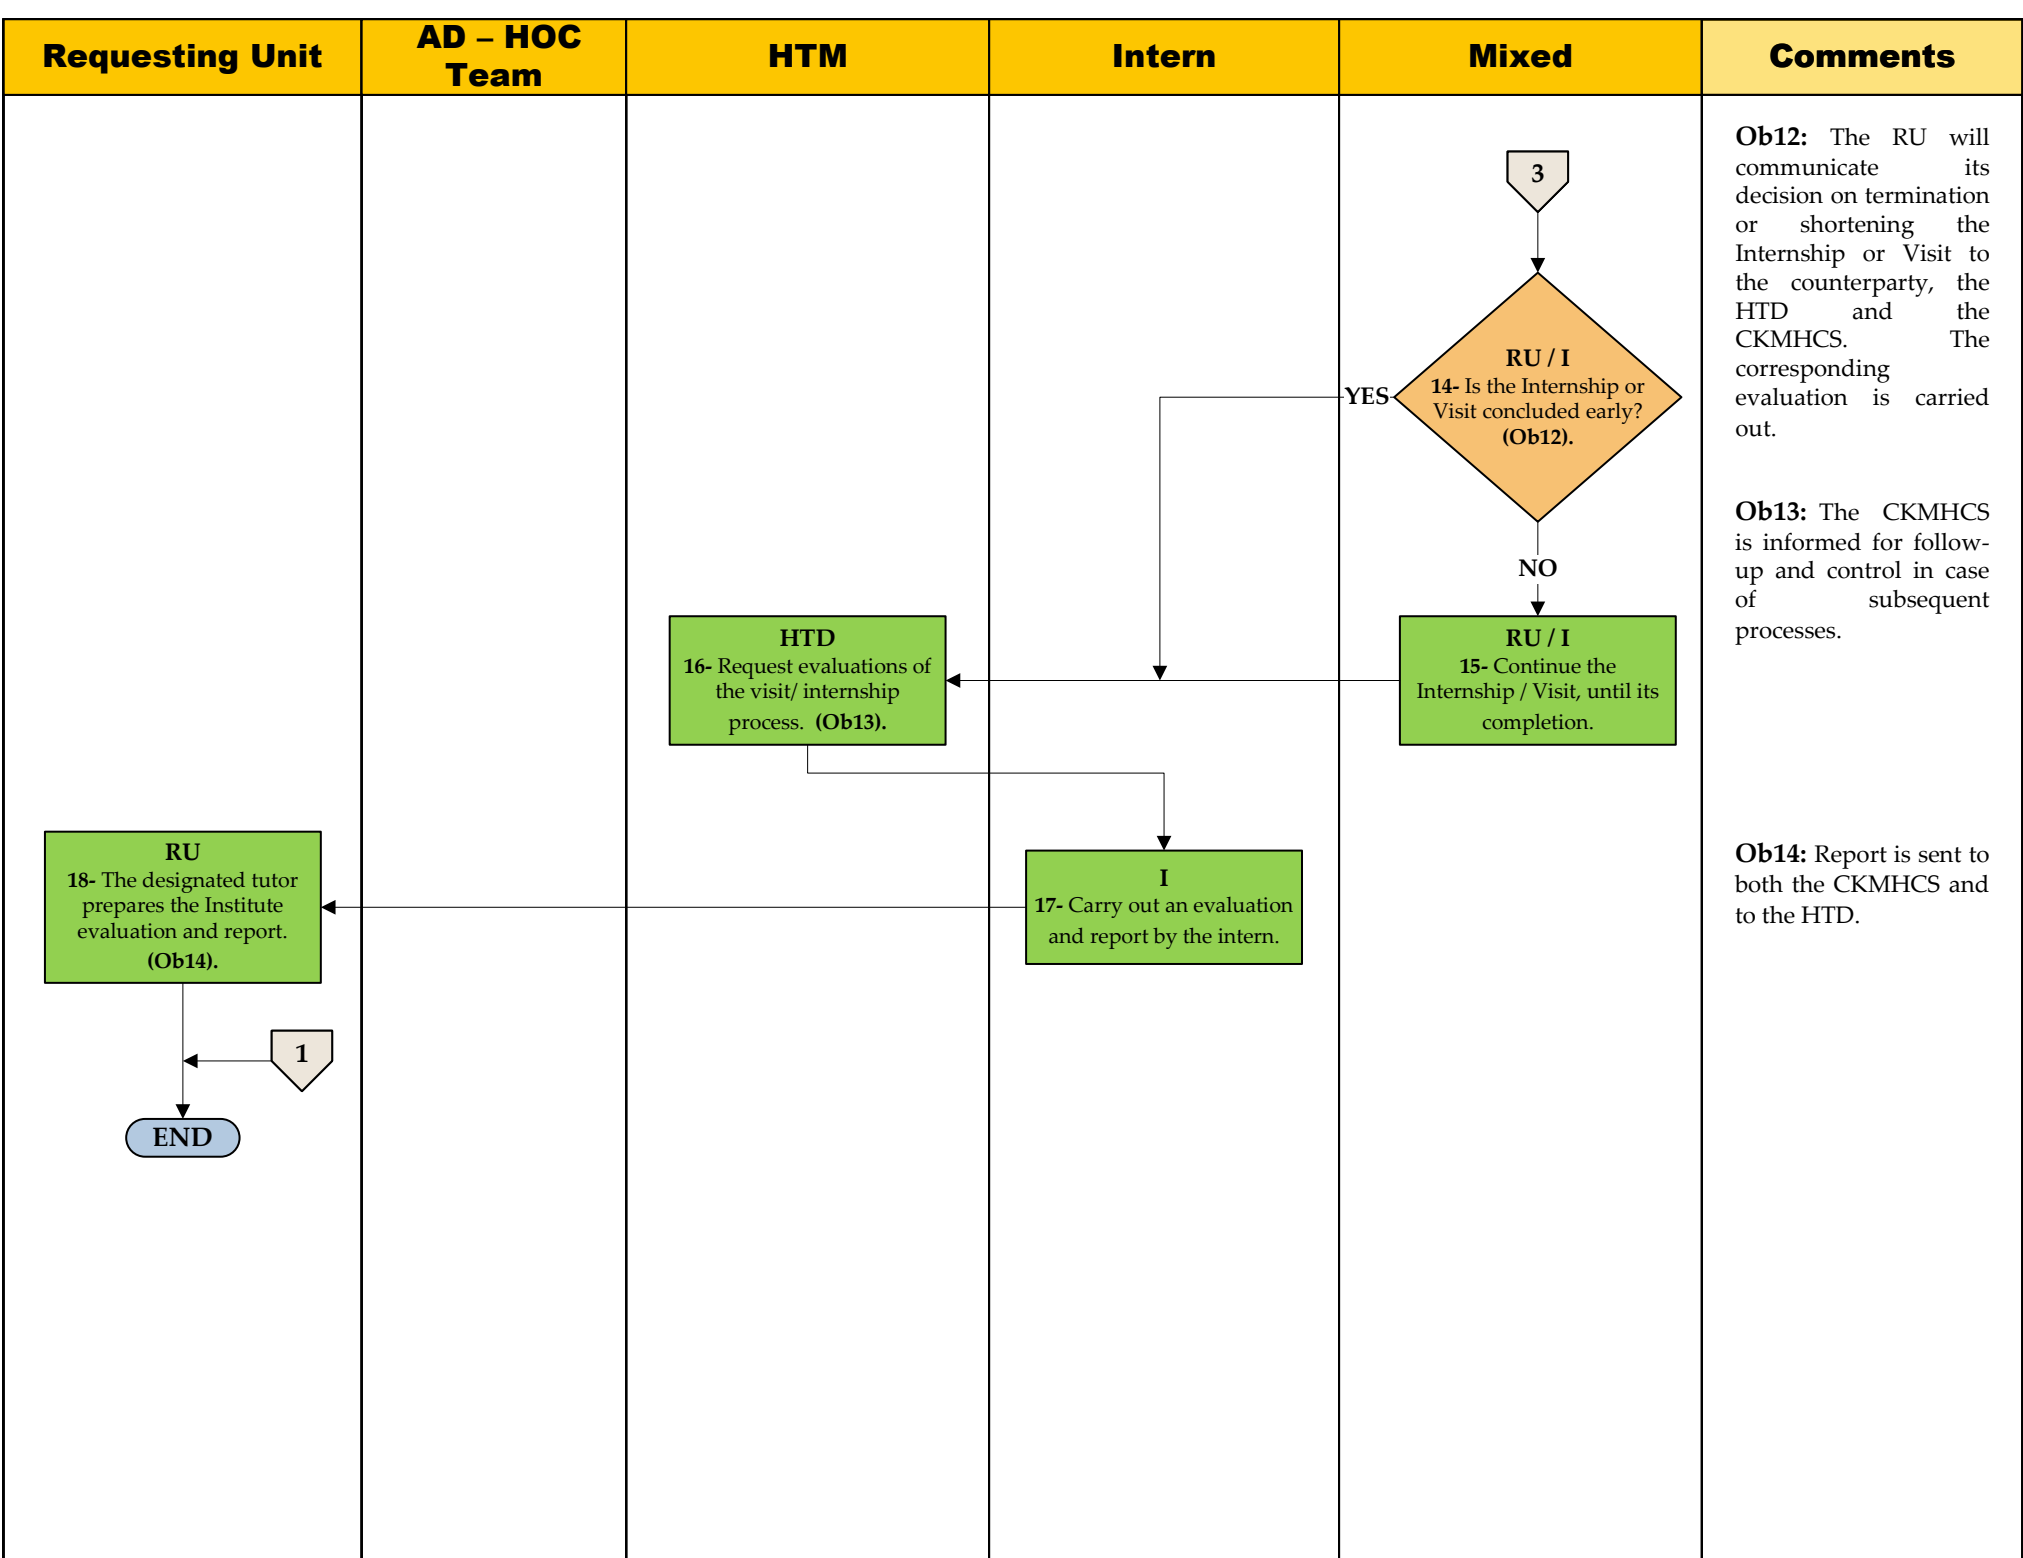 Requesting Unit
AD – HOC
Team
HTM
Intern
Mixed
Comments
3
RU / I
14- Is the Internship or
Visit concluded early?
(Ob12).
YES
NO
RU / I
15- Continue the
Internship / Visit, until its
completion.
HTD
16- Request evaluations of
the visit/ internship
process. (Ob13).
I
17- Carry out an evaluation
and report by the intern.
RU
18- The designated tutor
prepares the Institute
evaluation and report.
(Ob14).
1
END
Ob12: The RU will
communicate its
decision on termination
or shortening the
Internship or Visit to
the counterparty, the
HTD and the
CKMHCS. The
corresponding
evaluation is carried
out.
Ob13: The CKMHCS
is informed for follow-
up and control in case
of subsequent
processes.
Ob14: Report is sent to
both the CKMHCS and
to the HTD.